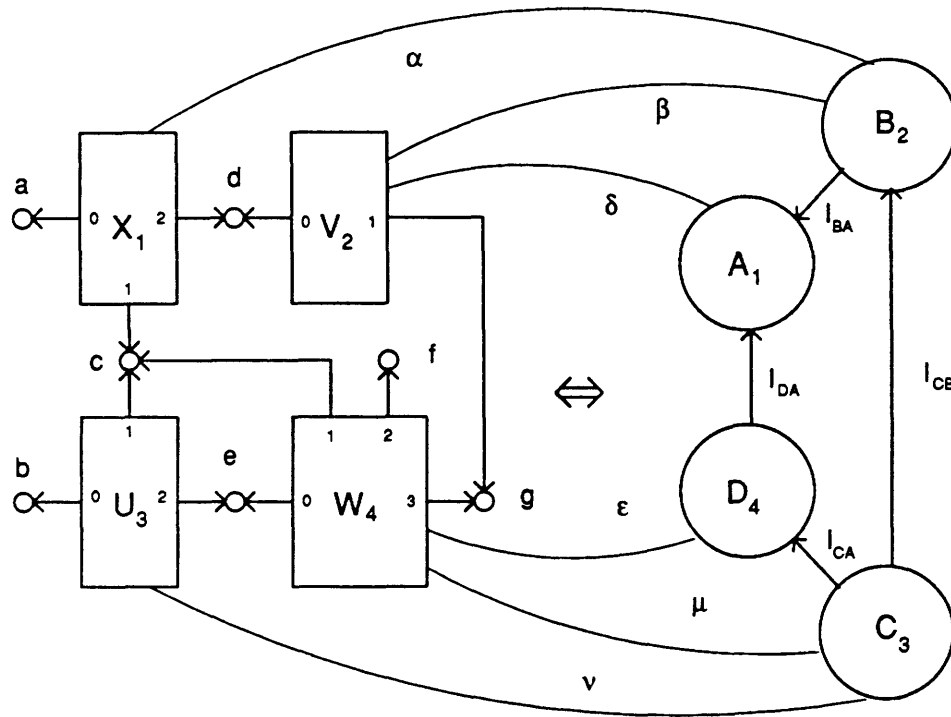 α
B₂
β
a
d
0 X₁ 2
0 V₂ 1
δ
I_BA
1
A₁
c
f
I_DA
I_CB
⇔
1
1 2
b
e
0 U₃ 2
0 W₄ 3
g
ε
D₄
I_CA
μ
C₃
ν